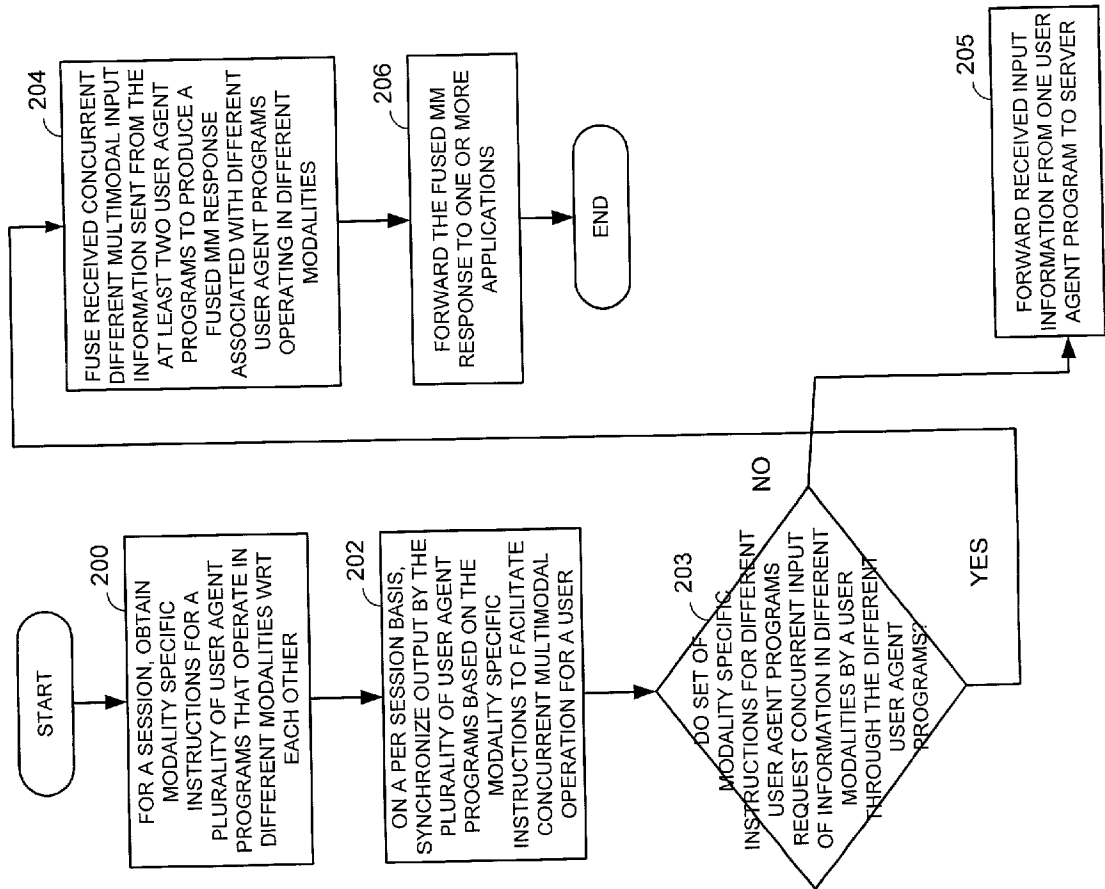 START
200
FOR A SESSION, OBTAIN
MODALITY SPECIFIC
INSTRUCTIONS FOR A
PLURALITY OF USER AGENT
PROGRAMS THAT OPERATE IN
DIFFERENT MODALITIES WRT
EACH OTHER
202
ON A PER SESSION BASIS,
SYNCHRONIZE OUTPUT BY THE
PLURALITY OF USER AGENT
PROGRAMS BASED ON THE
MODALITY SPECIFIC
INSTRUCTIONS TO FACILITATE
CONCURRENT MULTIMODAL
OPERATION FOR A USER
203
DO SET OF
MODALITY SPECIFIC
INSTRUCTIONS FOR DIFFERENT
USER AGENT PROGRAMS
REQUEST CONCURRENT INPUT
OF INFORMATION IN DIFFERENT
MODALITIES BY A USER
THROUGH THE DIFFERENT
USER AGENT
PROGRAMS?
NO
YES
204
FUSE RECEIVED CONCURRENT
DIFFERENT MULTIMODAL INPUT
INFORMATION SENT FROM THE
AT LEAST TWO USER AGENT
PROGRAMS TO PRODUCE A
FUSED MM RESPONSE
ASSOCIATED WITH DIFFERENT
USER AGENT PROGRAMS
OPERATING IN DIFFERENT
MODALITIES
206
FORWARD THE FUSED MM
RESPONSE TO ONE OR MORE
APPLICATIONS
END
205
FORWARD RECEIVED INPUT
INFORMATION FROM ONE USER
AGENT PROGRAM TO SERVER